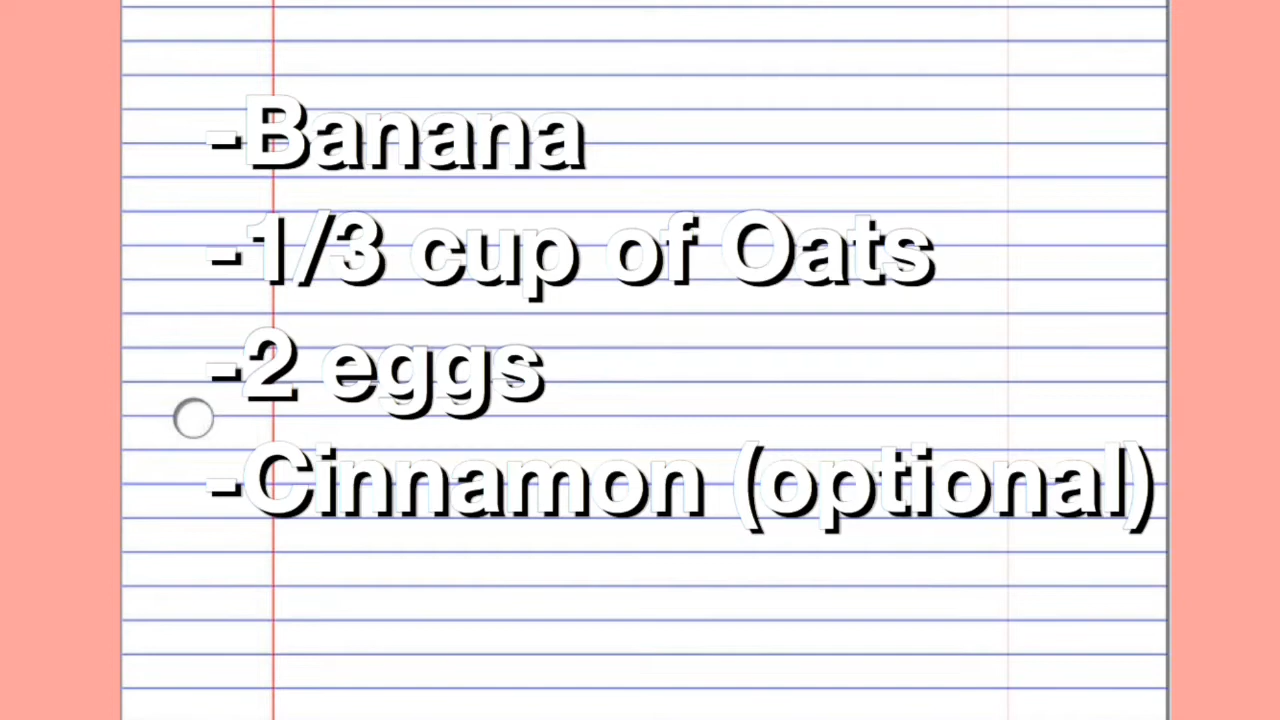 -Banana
-1/3 cup of Oats
-2 eggs
-Cinnamon (optional)